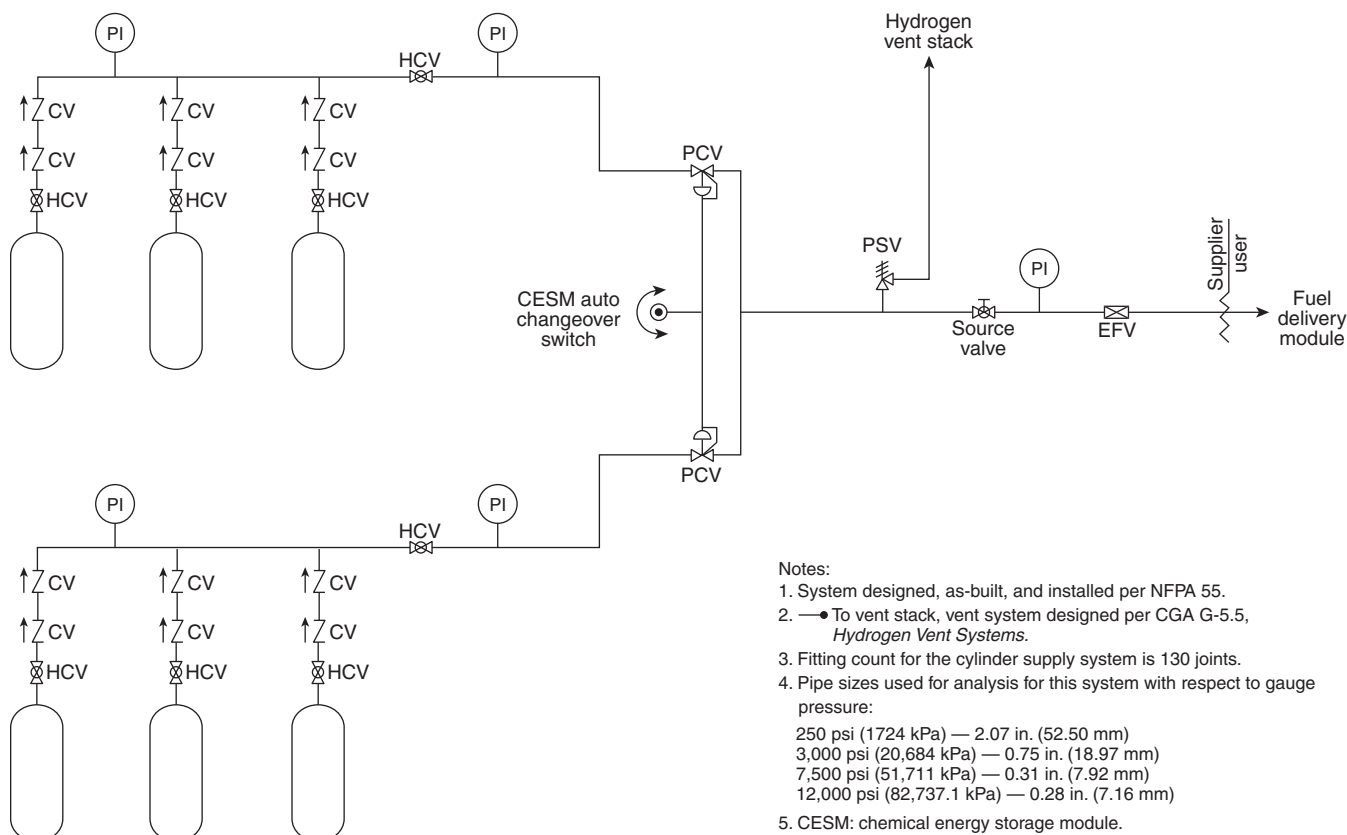 Hydrogen
vent stack
PI
PI
HCV
CV
CV
CV
CV
CV
CV
HCV
HCV
HCV
PCV
PSV
PI
Supplier
user
CESM auto
changeover
switch
Source
valve
EFV
Fuel
delivery
module
PCV
PI
PI
HCV
CV
CV
CV
CV
CV
CV
HCV
HCV
HCV
Notes:
1. System designed, as-built, and installed per NFPA 55.
2. To vent stack, vent system designed per CGA G-5.5,
Hydrogen Vent Systems.
3. Fitting count for the cylinder supply system is 130 joints.
4. Pipe sizes used for analysis for this system with respect to gauge
pressure:
250 psi (1724 kPa) — 2.07 in. (52.50 mm)
3,000 psi (20,684 kPa) — 0.75 in. (18.97 mm)
7,500 psi (51,711 kPa) — 0.31 in. (7.92 mm)
12,000 psi (82,737.1 kPa) — 0.28 in. (7.16 mm)
5. CESM: chemical energy storage module.